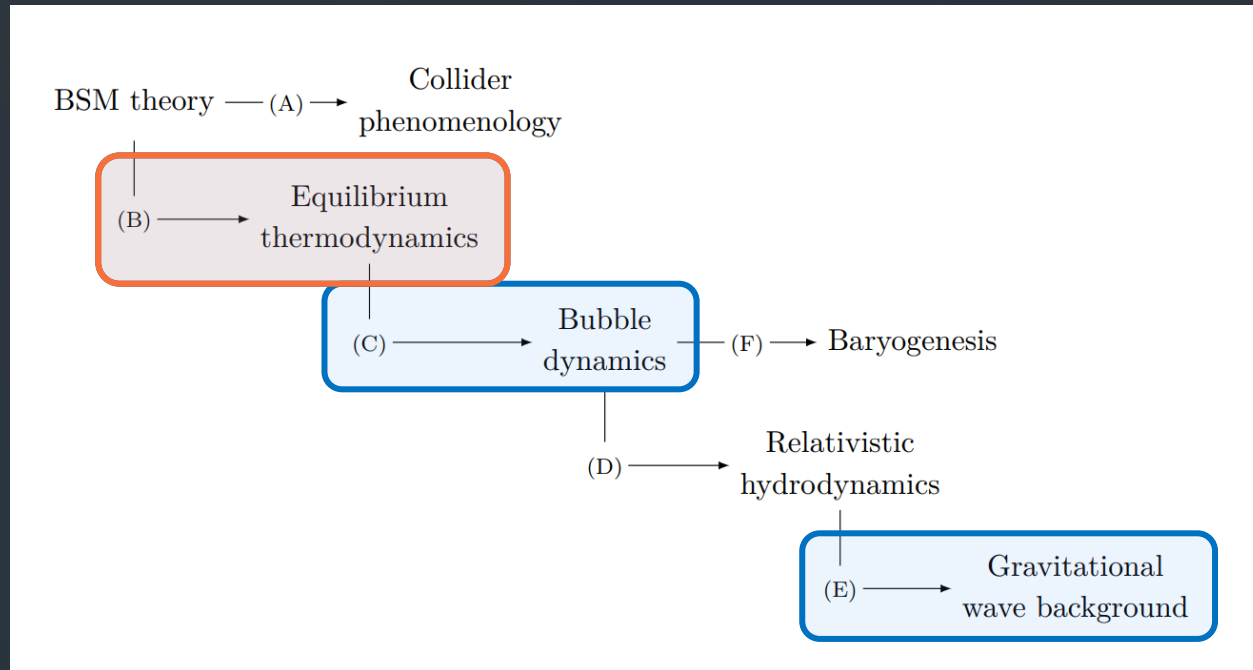 Collider
BSM theory (A) phenomenology
Equilibrium
(B) thermodynamics
Bubble
(C) dynamics (F) Baryogenesis
Relativistic
(D) hydrodynamics
Gravitational
(E) wave background